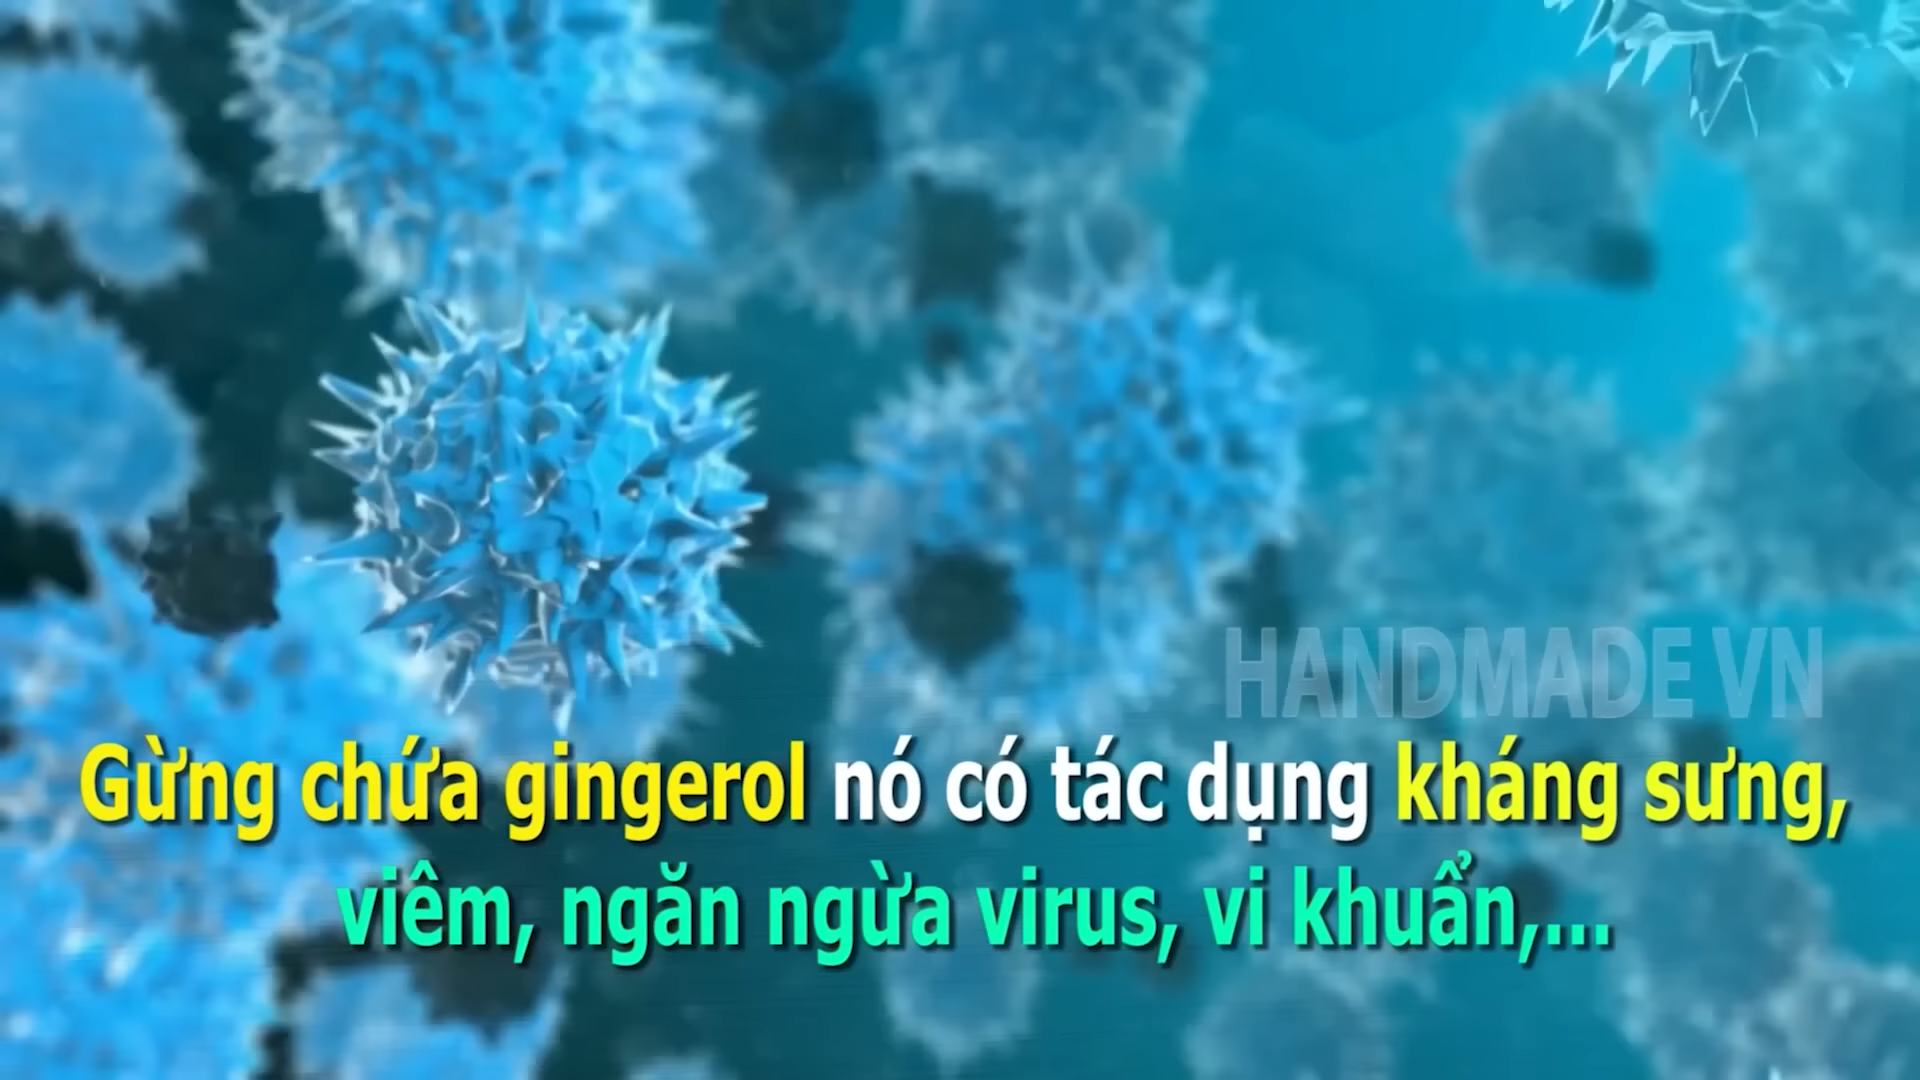 HANDMADE VN
Gừng chứa gingerol nó có tác dụng kháng sưng,
viêm, ngăn ngừa virus, vi khuẩn,...